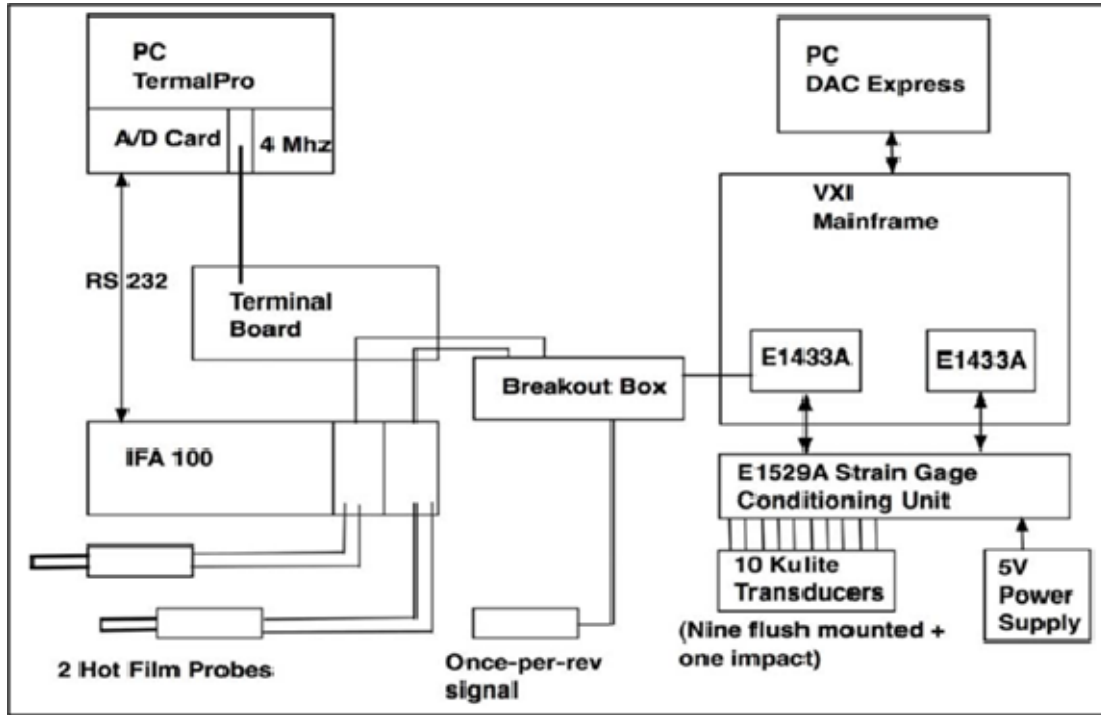 PC
TermalPro
A/D Card
4 Mhz
RS 232
Terminal
Board
IFA 100
2 Hot Film Probes
Breakout Box
Once-per-rev
signal
PC
DAC Express
VXI
Mainframe
E1433A
E1433A
E1529A Strain Gage
Conditioning Unit
10 Kulite
Transducers
(Nine flush mounted +
one impact)
5V
Power
Supply